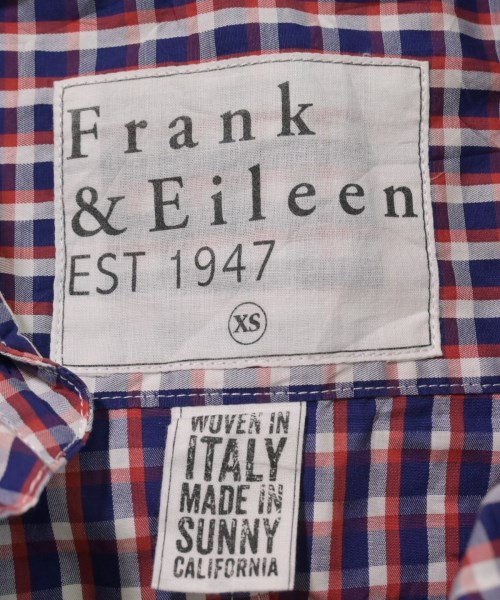 Frank
& Eileen
EST 1947
XS
WOVEN IN
ITALY
MADE IN
SUNNY
CALIFORNIA